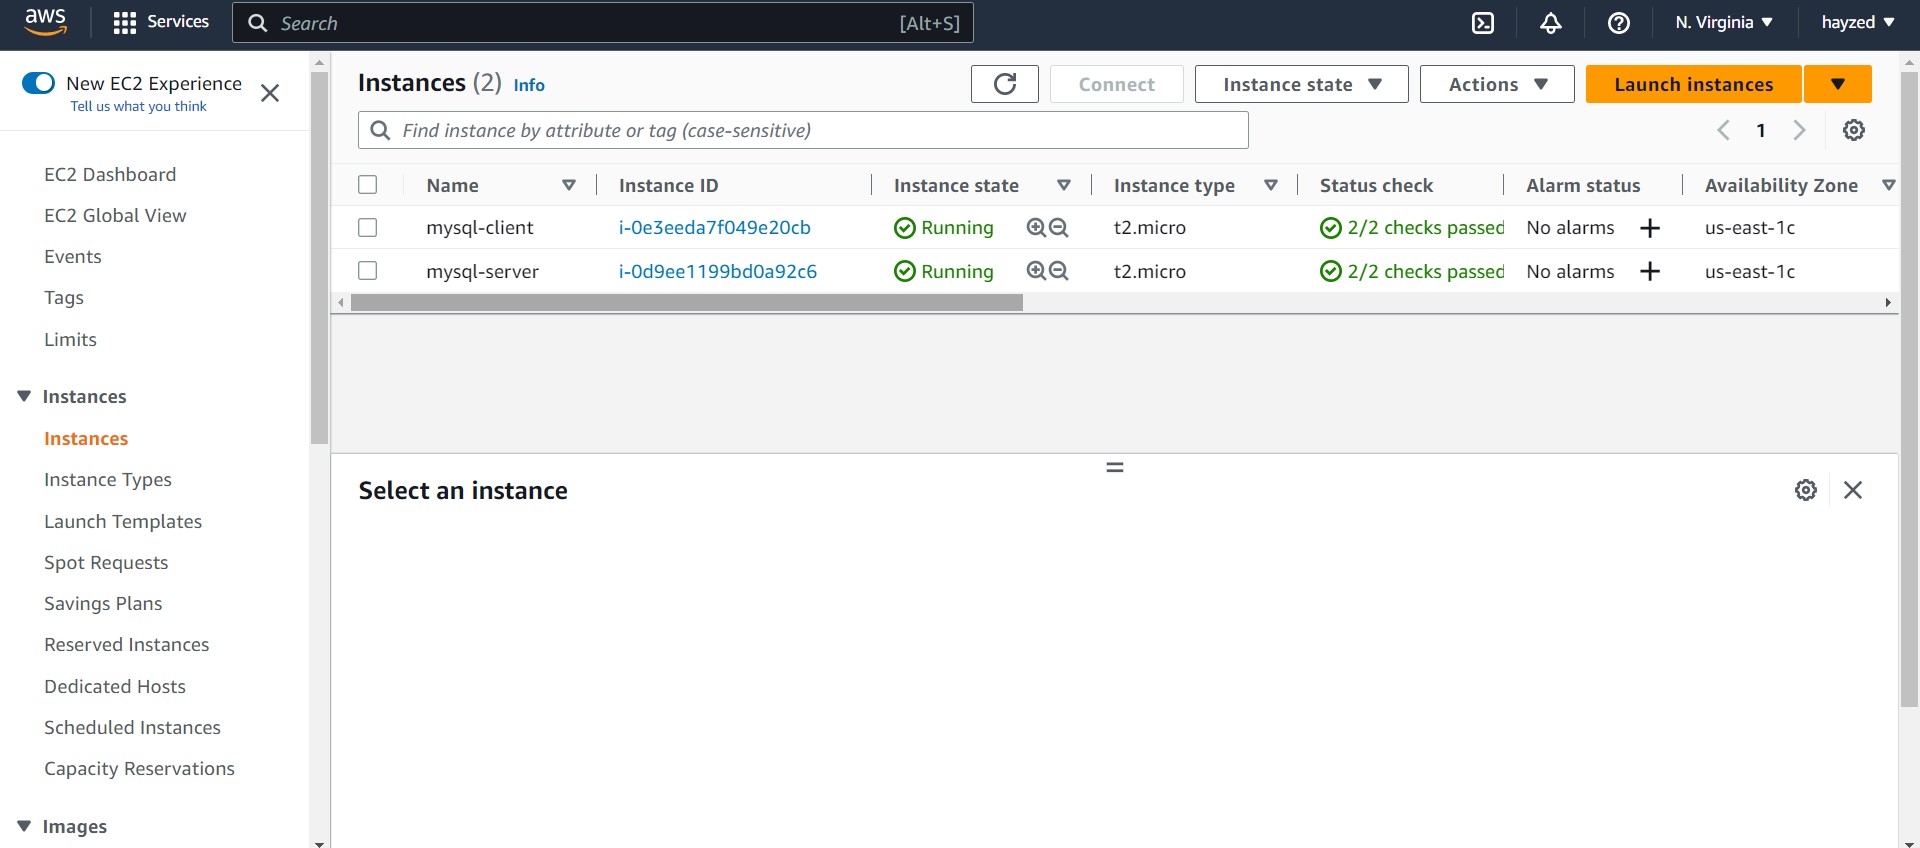 aws Services Search [Alt+S] N. Virginia hayzed
New EC2 Experience
Tell us what you think
EC2 Dashboard
EC2 Global View
Events
Tags
Limits
Instances
Instances
Instance Types
Launch Templates
Spot Requests
Savings Plans
Reserved Instances
Dedicated Hosts
Scheduled Instances
Capacity Reservations
Images
Instances (2) Info Connect Instance state Actions Launch instances
Find instance by attribute or tag (case-sensitive) 1
Name Instance ID Instance state Instance type Status check Alarm status Availability Zone
mysql-client i-0e3eeda7f049e20cb Running t2.micro 2/2 checks passed No alarms us-east-1c
mysql-server i-0d9ee1199bd0a92c6 Running t2.micro 2/2 checks passed No alarms us-east-1c
Select an instance